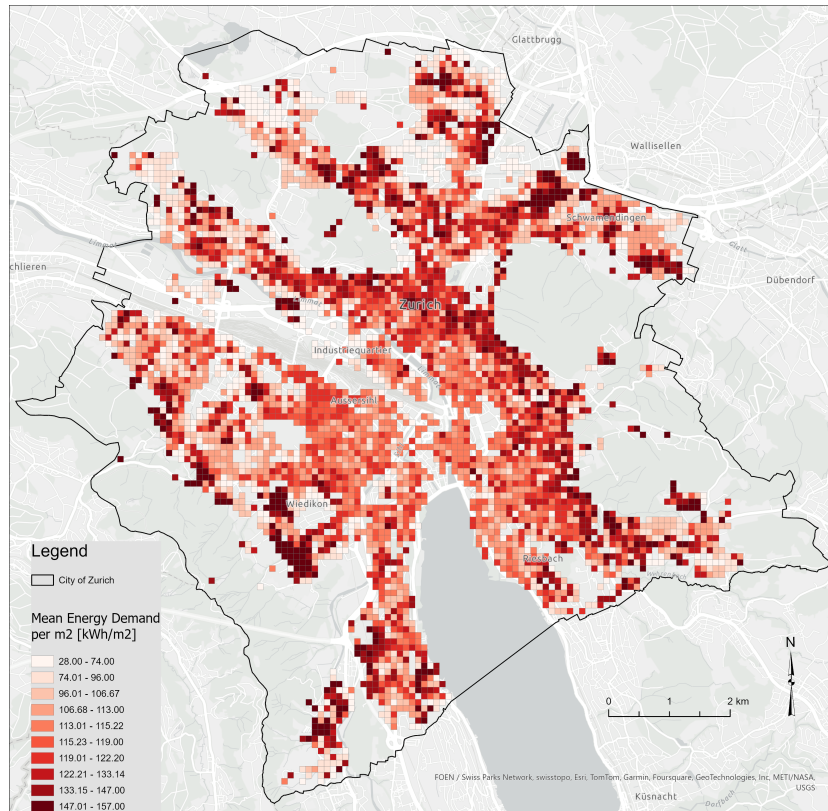 Glattbrugg
Wallisellen
Schwamendingen
Glatt
Limmat
chlieren
Dübendorf
Zurich
Limmat
Industriequartier
Aussersihl
Wiedikon
Riesbach
Legend
City of Zurich
Mean Energy Demand
per m2 [kWh/m2]
28.00 - 74.00
74.01 - 96.00
96.01 - 106.67
106.68 - 113.00
113.01 - 115.22
115.23 - 119.00
119.01 - 122.20
122.21 - 133.14
133.15 - 147.00
147.01 - 157.00
N
0 1 2 km
FOEN / Swiss Parks Network, swisstopo, Esri, TomTom, Garmin, Foursquare, GeoTechnologies, Inc, METI/NASA,
USGS
Küsnacht